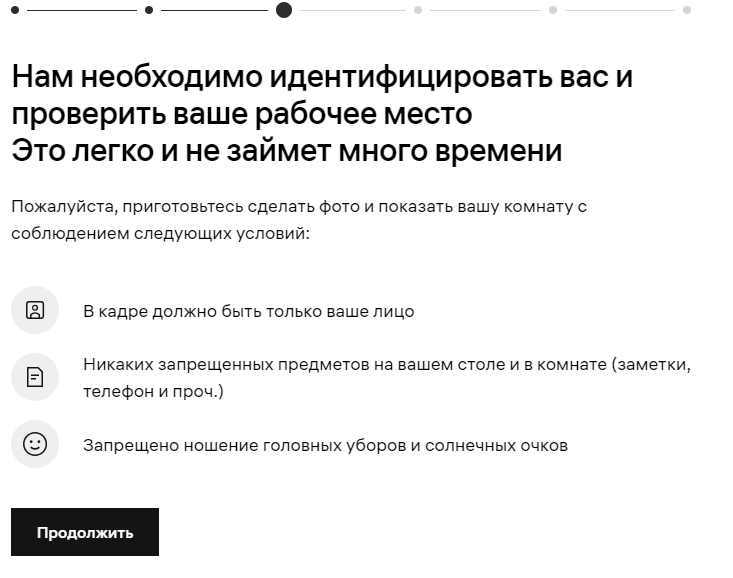 Нам необходимо идентифицировать вас и
проверить ваше рабочее место
Это легко и не займет много времени
Пожалуйста, приготовьтесь сделать фото и показать вашу комнату с
соблюдением следующих условий:
В кадре должно быть только ваше лицо
Никаких запрещенных предметов на вашем столе и в комнате (заметки,
телефон и проч.)
Запрещено ношение головных уборов и солнечных очков
Продолжить